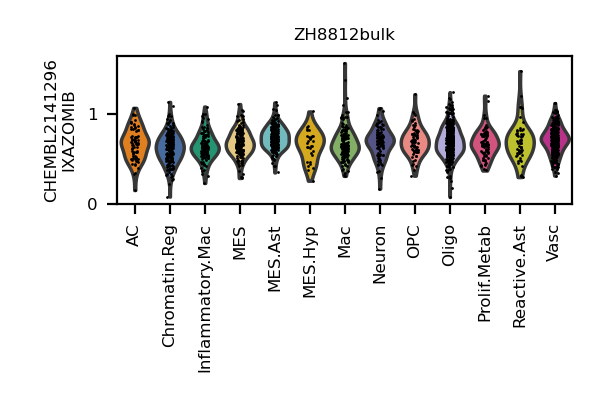 ZH8812bulk
CHEMBL2141296
IXAZOMIB
1
0
AC
Chromatin.Reg
Inflammatory.Mac
MES
MES.Ast
MES.Hyp
Mac
Neuron
OPC
Oligo
Prolif.Metab
Reactive.Ast
Vasc